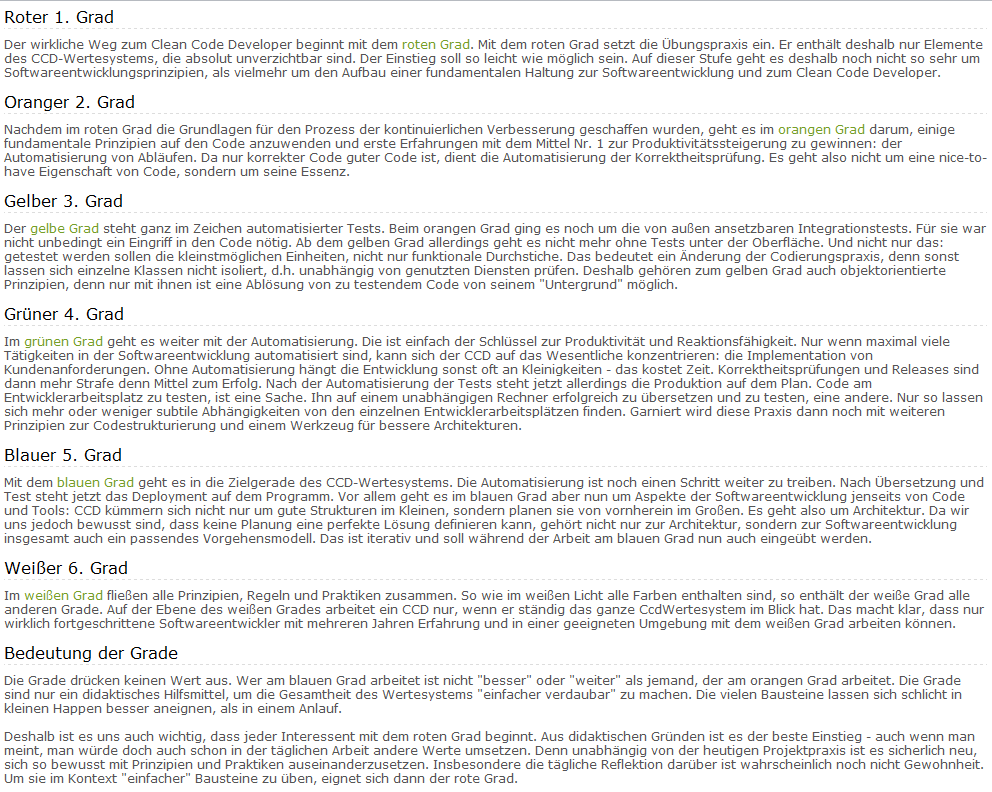 Roter 1. Grad
Der wirkliche Weg zum Clean Code Developer beginnt mit dem roten Grad. Mit dem roten Grad setzt die Übungspraxis ein. Er enthält deshalb nur Elemente
des CCD-Wertesystems, die absolut unverzichtbar sind. Der Einstieg soll so leicht wie möglich sein. Auf dieser Stufe geht es deshalb noch nicht so sehr um
Softwareentwicklungsprinzipien, als vielmehr um den Aufbau einer fundamentalen Haltung zur Softwareentwicklung und zum Clean Code Developer.
Oranger 2. Grad
Nachdem im roten Grad die Grundlagen für den Prozess der kontinuierlichen Verbesserung geschaffen wurden, geht es im orangen Grad darum, einige
fundamentale Prinzipien auf den Code anzuwenden und erste Erfahrungen mit dem Mittel Nr. 1 zur Produktivitätssteigerung zu gewinnen: der
Automatisierung von Abläufen. Da nur korrekter Code guter Code ist, dient die Automatisierung der Korrektheitsprüfung. Es geht also nicht um eine nice-to-
have Eigenschaft von Code, sondern um seine Essenz.
Gelber 3. Grad
Der gelbe Grad steht ganz im Zeichen automatisierter Tests. Beim orangen Grad ging es noch um die von außen ansetzbaren Integrationstests. Für sie war
nicht unbedingt ein Eingriff in den Code nötig. Ab dem gelben Grad allerdings geht es nicht mehr ohne Tests unter der Oberfläche. Und nicht nur das:
getestet werden sollen die kleinstmöglichen Einheiten, nicht nur funktionale Durchstiche. Das bedeutet ein Änderung der Codierungspraxis, denn sonst
lassen sich einzelne Klassen nicht isoliert, d.h. unabhängig von genutzten Diensten prüfen. Deshalb gehören zum gelben Grad auch objektorientierte
Prinzipien, denn nur mit ihnen ist eine Ablösung von zu testendem Code von seinem "Untergrund" möglich.
Grüner 4. Grad
Im grünen Grad geht es weiter mit der Automatisierung. Die ist einfach der Schlüssel zur Produktivität und Reaktionsfähigkeit. Nur wenn maximal viele
Tätigkeiten in der Softwareentwicklung automatisiert sind, kann sich der CCD auf das Wesentliche konzentrieren: die Implementation von
Kundenanforderungen. Ohne Automatisierung hängt die Entwicklung sonst oft an Kleinigkeiten - das kostet Zeit. Korrektheitsprüfungen und Releases sind
dann mehr Strafe denn Mittel zum Erfolg. Nach der Automatisierung der Tests steht jetzt allerdings die Produktion auf dem Plan. Code am
Entwicklerarbeitsplatz zu testen, ist eine Sache. Ihn auf einem unabhängigen Rechner erfolgreich zu übersetzen und zu testen, eine andere. Nur so lassen
sich mehr oder weniger subtile Abhängigkeiten von den einzelnen Entwicklerarbeitsplätzen finden. Garniert wird diese Praxis dann noch mit weiteren
Prinzipien zur Codestrukturierung und einem Werkzeug für bessere Architekturen.
Blauer 5. Grad
Mit dem blauen Grad geht es in die Zielgerade des CCD-Wertesystems. Die Automatisierung ist noch einen Schritt weiter zu treiben. Nach Übersetzung und
Test steht jetzt das Deployment auf dem Programm. Vor allem geht es im blauen Grad aber nun um Aspekte der Softwareentwicklung jenseits von Code
und Tools: CCD kümmern sich nicht nur um gute Strukturen im Kleinen, sondern planen sie von vornherein im Großen. Es geht also um Architektur. Da wir
uns jedoch bewusst sind, dass keine Planung eine perfekte Lösung definieren kann, gehört nicht nur zur Architektur, sondern zur Softwareentwicklung
insgesamt auch ein passendes Vorgehensmodell. Das ist iterativ und soll während der Arbeit am blauen Grad nun auch eingeübt werden.
Weißer 6. Grad
Im weißen Grad fließen alle Prinzipien, Regeln und Praktiken zusammen. So wie im weißen Licht alle Farben enthalten sind, so enthält der weiße Grad alle
anderen Grade. Auf der Ebene des weißen Grades arbeitet ein CCD nur, wenn er ständig das ganze CcdWertesystem im Blick hat. Das macht klar, dass nur
wirklich fortgeschrittene Softwareentwickler mit mehreren Jahren Erfahrung und in einer geeigneten Umgebung mit dem weißen Grad arbeiten können.
Bedeutung der Grade
Die Grade drücken keinen Wert aus. Wer am blauen Grad arbeitet ist nicht "besser" oder "weiter" als jemand, der am orangen Grad arbeitet. Die Grade
sind nur ein didaktisches Hilfsmittel, um die Gesamtheit des Wertesystems "einfacher verdaubar" zu machen. Die vielen Bausteine lassen sich schlicht in
kleinen Happen besser aneignen, als in einem Anlauf.
Deshalb ist es uns auch wichtig, dass jeder Interessent mit dem roten Grad beginnt. Aus didaktischen Gründen ist es der beste Einstieg - auch wenn man
meint, man würde doch auch schon in der täglichen Arbeit andere Werte umsetzen. Denn unabhängig von der heutigen Projektpraxis ist es sicherlich neu,
sich so bewusst mit Prinzipien und Praktiken auseinanderzusetzen. Insbesondere die tägliche Reflektion darüber ist wahrscheinlich noch nicht Gewohnheit.
Um sie im Kontext "einfacher" Bausteine zu üben, eignet sich dann der rote Grad.